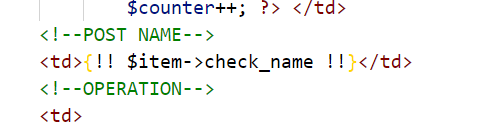 $counter++; ?> </td>
<!--POST NAME-->
<td>{!! $item->check_name !!}</td>
<!--OPERATION-->
<td>